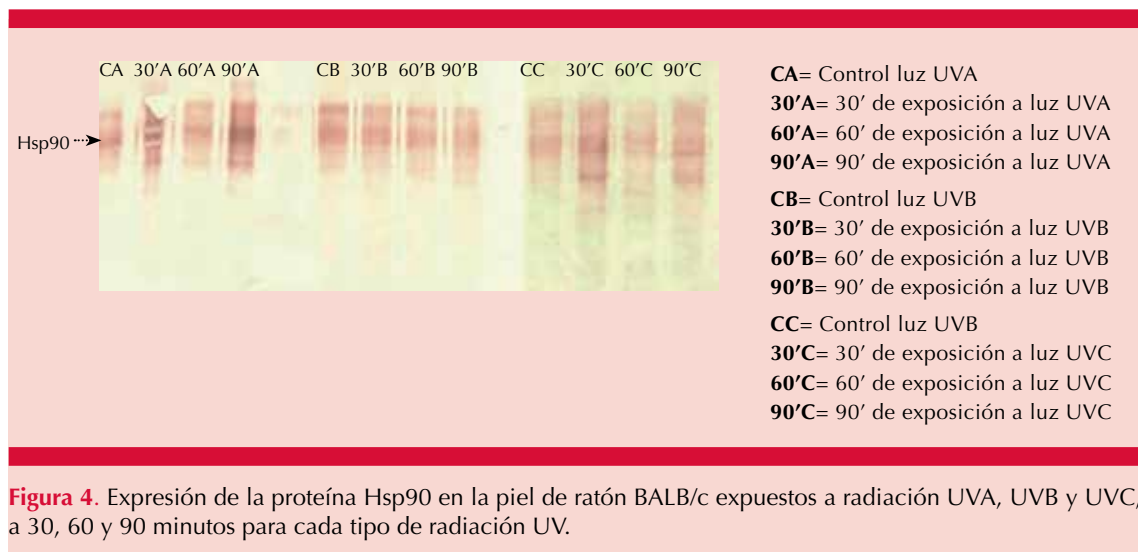 CA 30'A 60'A 90'A CB 30'B 60'B 90'B CC 30'C 60'C 90'C
Hsp90
CA= Control luz UVA
30'A= 30' de exposición a luz UVA
60'A= 60' de exposición a luz UVA
90'A= 90' de exposición a luz UVA
CB= Control luz UVB
30'B= 30' de exposición a luz UVB
60'B= 60' de exposición a luz UVB
90'B= 90' de exposición a luz UVB
CC= Control luz UVB
30'C= 30' de exposición a luz UVC
60'C= 60' de exposición a luz UVC
90'C= 90' de exposición a luz UVC
Figura 4. Expresión de la proteína Hsp90 en la piel de ratón BALB/c expuestos a radiación UVA, UVB y UVC,
a 30, 60 y 90 minutos para cada tipo de radiación UV.